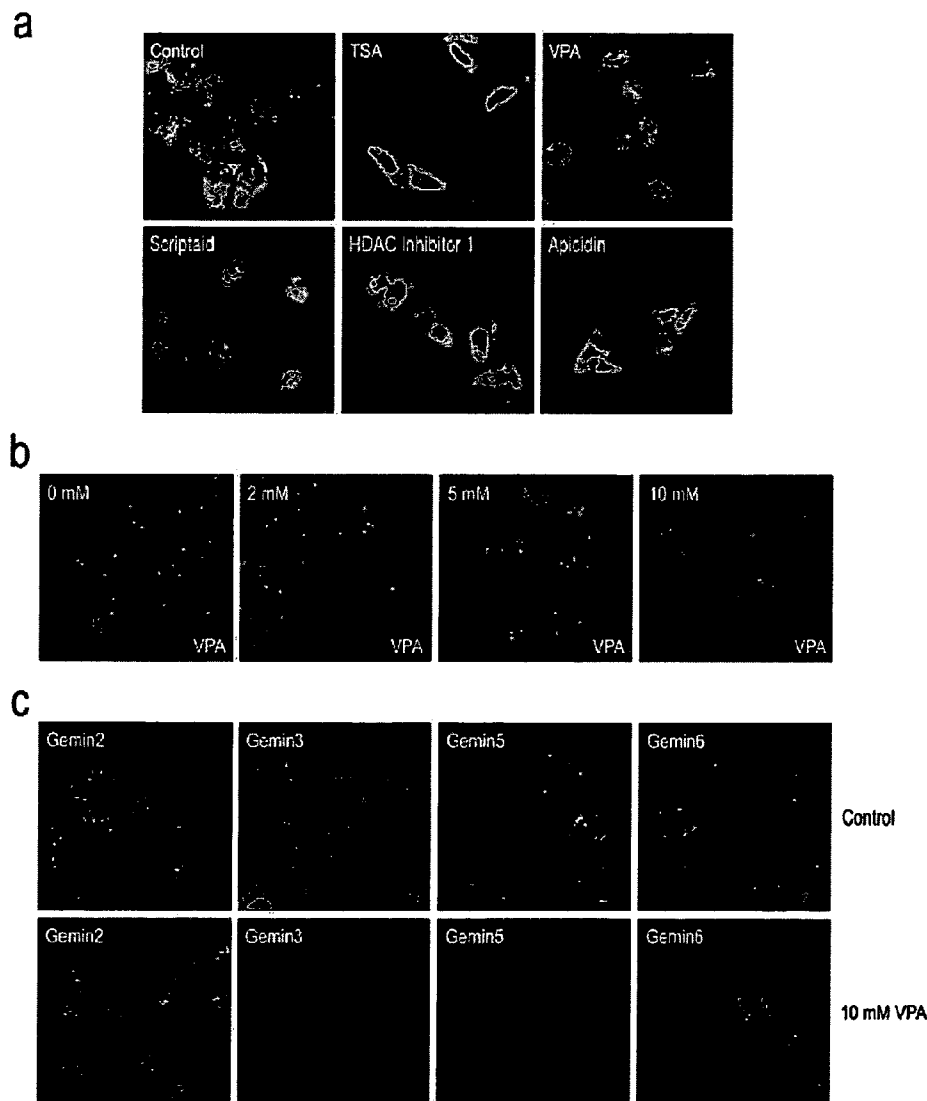 a
Control TSA VPA
Scriptaid HDAC Inhibitor 1 Apicidin
b
0 mM 2 mM 5 mM 10 mM
VPA VPA VPA VPA
c
Gemin2 Gemin3 Gemin5 Gemin6
Control
Gemin2 Gemin3 Gemin5 Gemin6
10 mM VPA